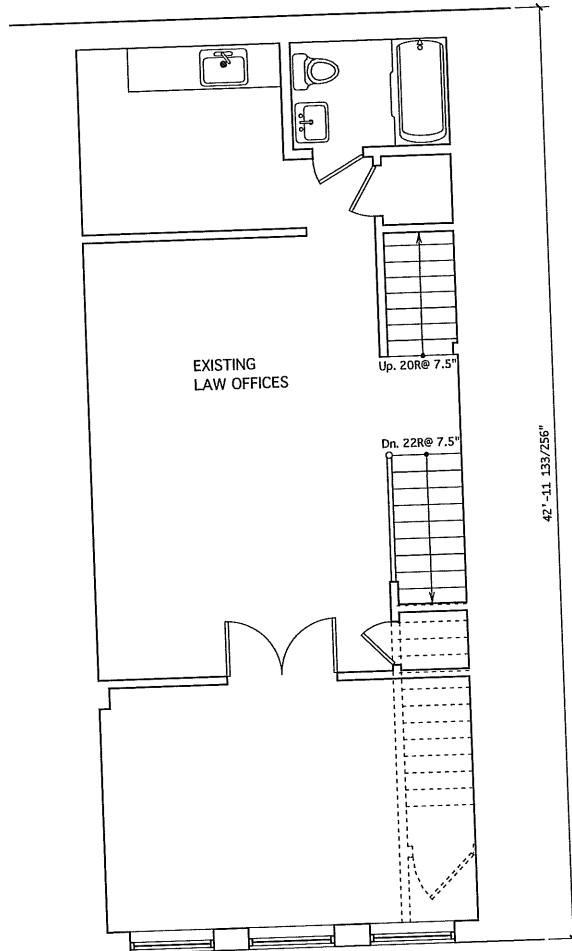 EXISTING
LAW OFFICES
Up. 20R@ 7.5"
Dn. 22R@ 7.5"
42'-11 133/256"